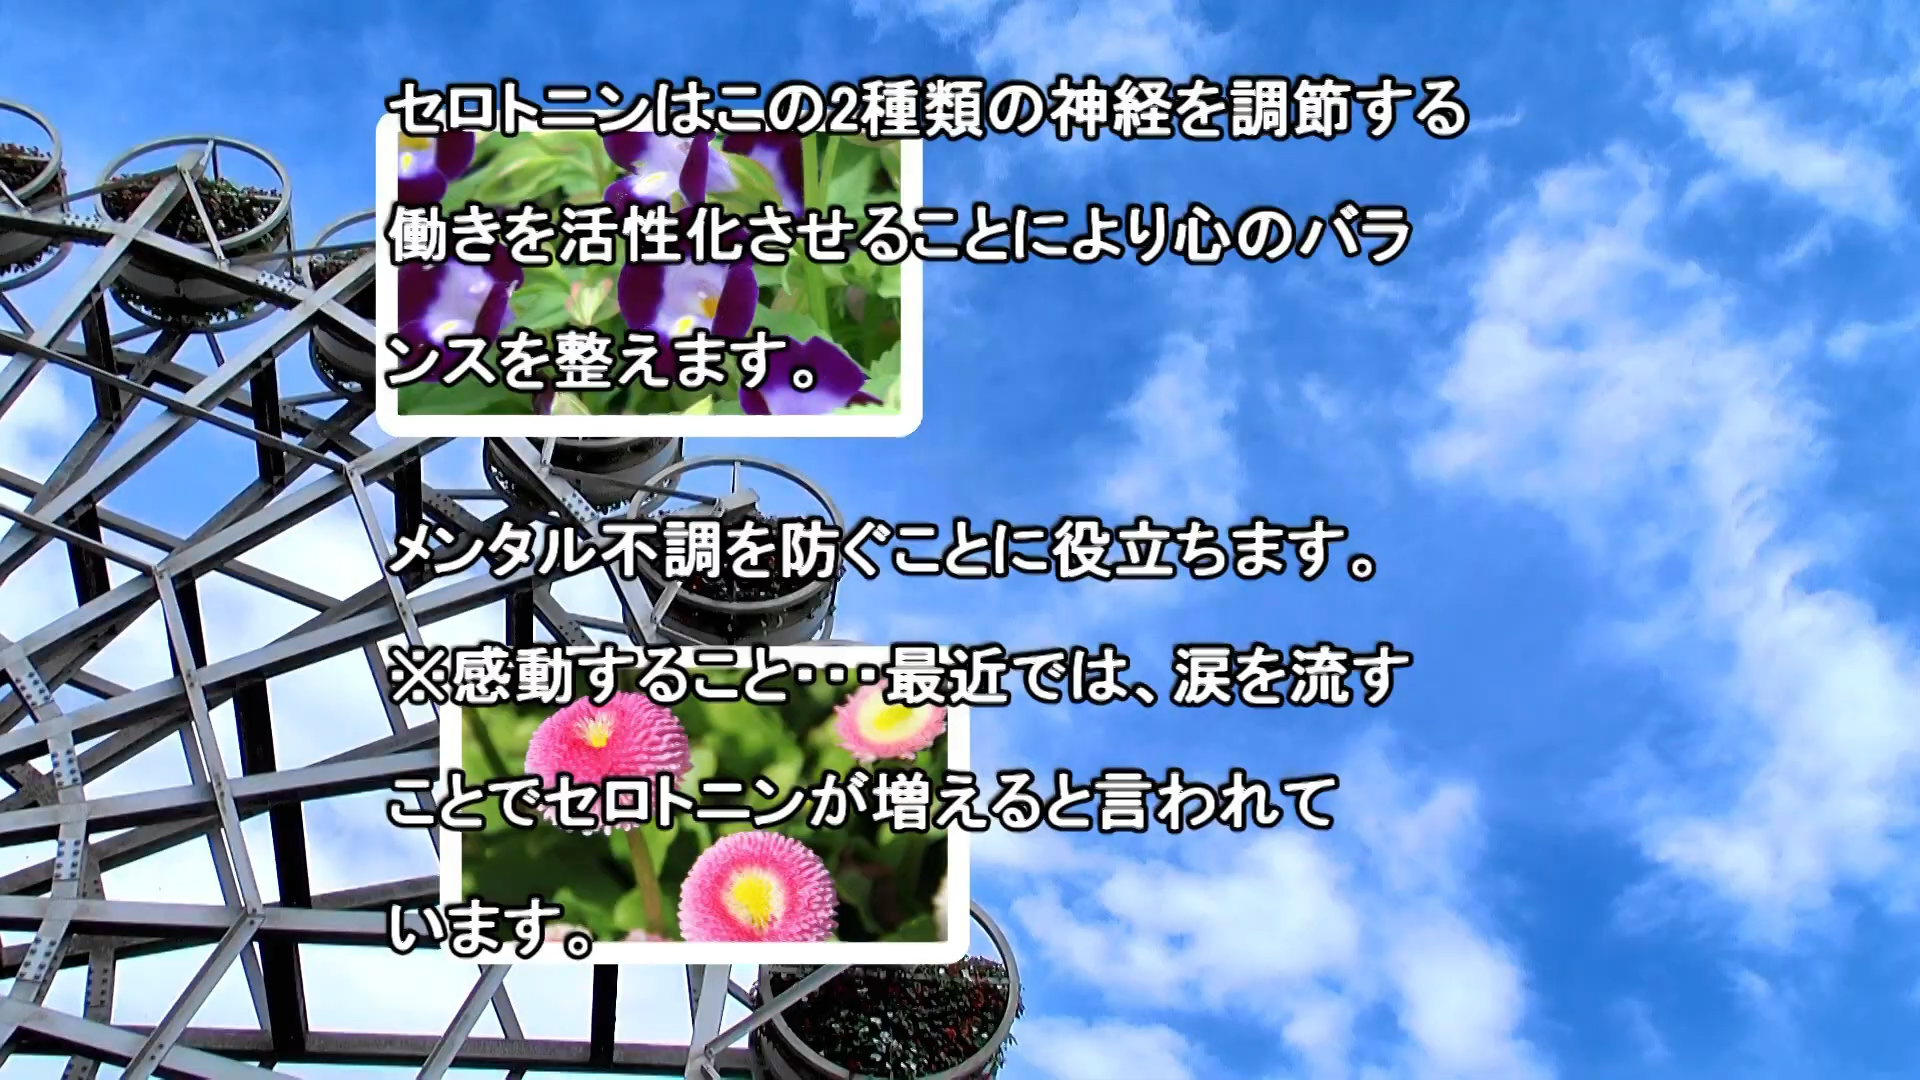 セロトニンはこの2種類の神経を調節する
働きを活性化させることにより心のバラ
ンスを整えます。
メンタル不調を防ぐことに役立ちます。
※感動すること・・・最近では、涙を流す
ことでセロトニンが増えると言われて
います。